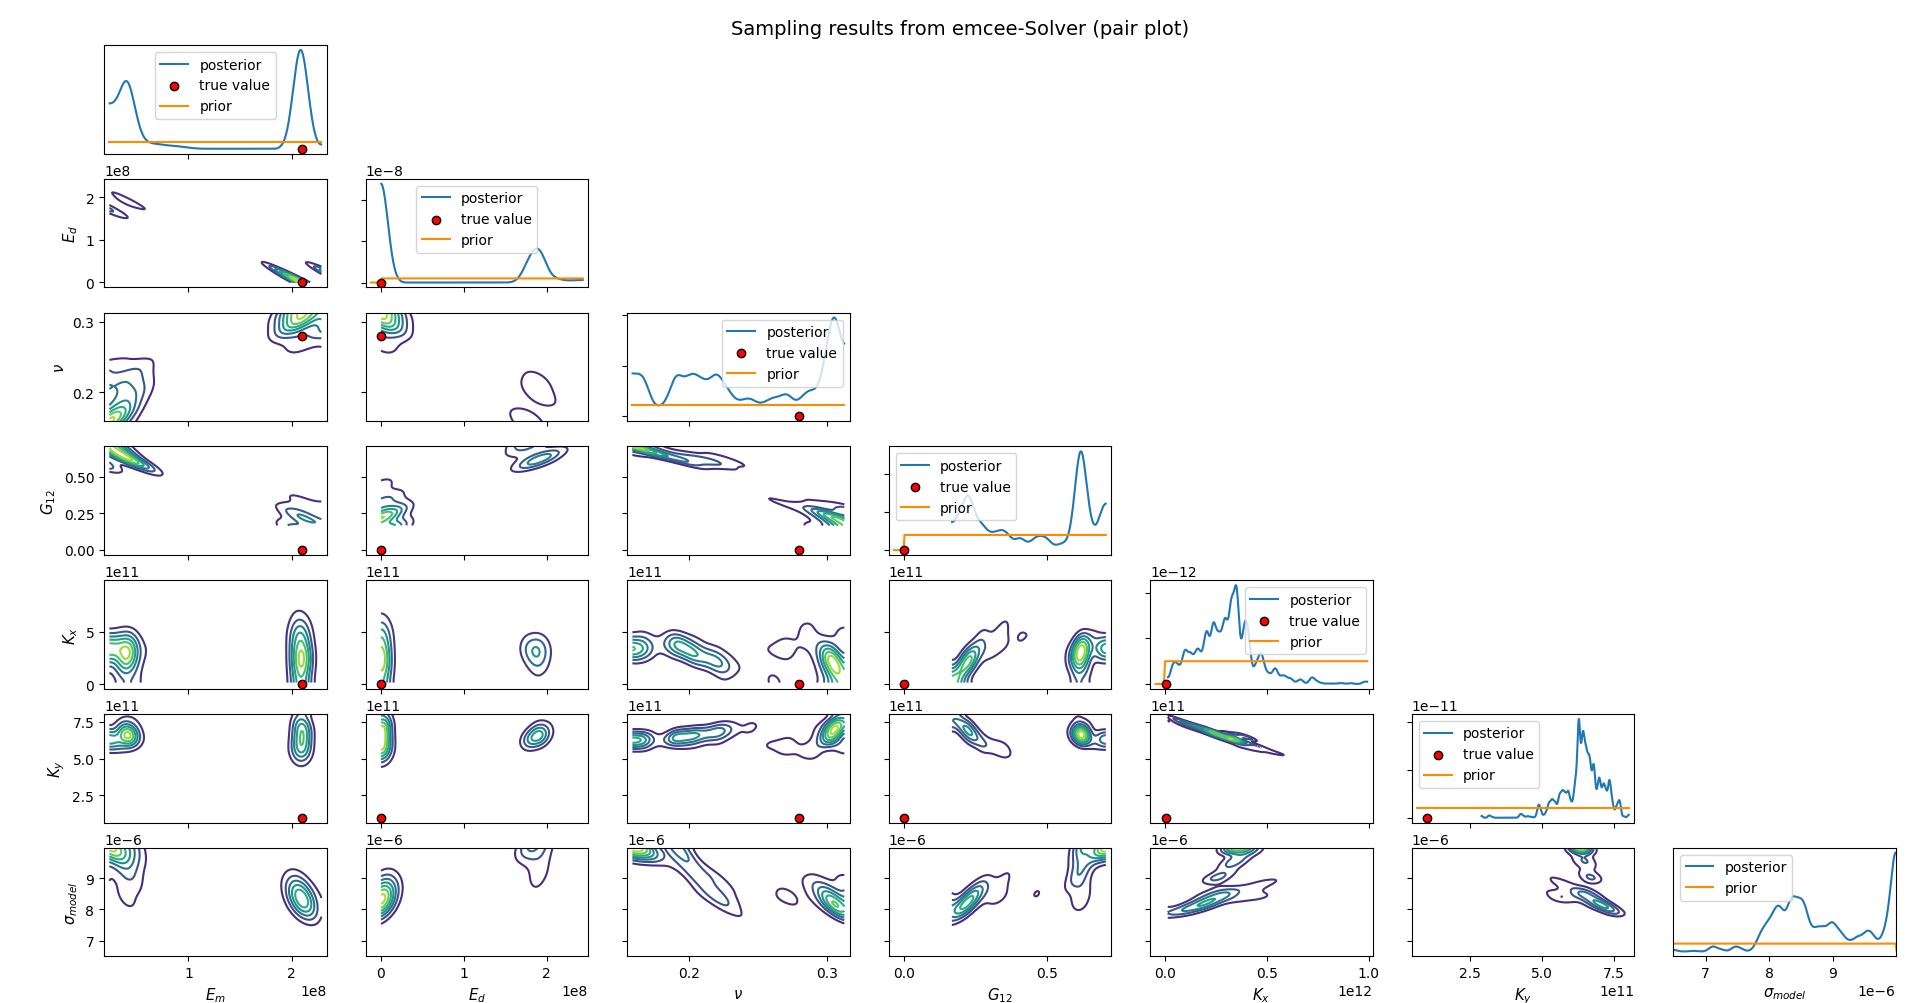 Sampling results from emcee-Solver (pair plot)
posterior
true value
prior
1e8
1e−8
2
1
0
E_d
posterior
true value
prior
0.3
0.2
ν
posterior
true value
prior
0.50
0.25
0.00
G_12
posterior
true value
prior
1e11
1e11
1e11
1e11
1e−12
5
0
K_x
posterior
true value
prior
1e11
1e11
1e11
1e11
1e11
1e−11
7.5
5.0
2.5
K_y
posterior
true value
prior
1e−6
1e−6
1e−6
1e−6
1e−6
1e−6
9
8
7
σ_model
posterior
prior
1 2
0 1 2
0.2 0.3
0.0 0.5
0.0 0.5 1.0
2.5 5.0 7.5
7 8 9
E_m 1e8
E_d 1e8
ν
G_12
K_x 1e12
K_y 1e11
σ_model 1e−6